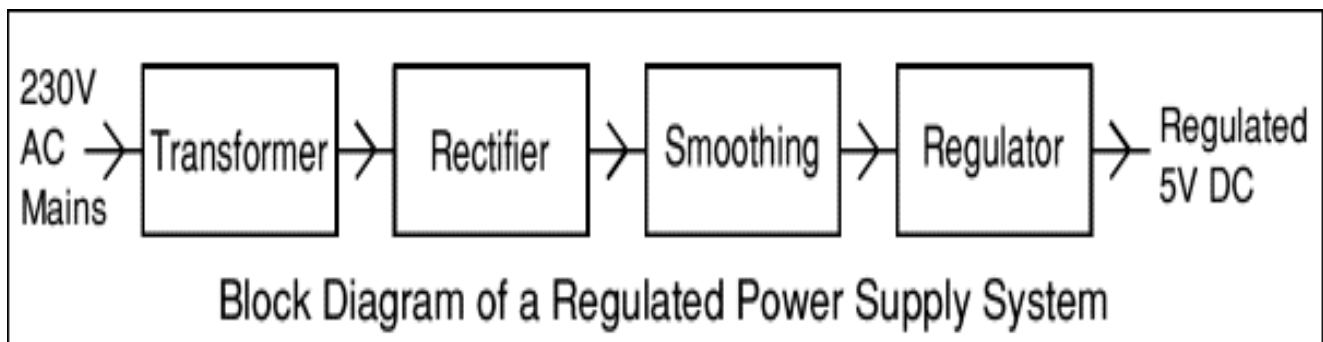 230V
AC
Mains
Transformer
Rectifier
Smoothing
Regulator
Regulated
5V DC
Block Diagram of a Regulated Power Supply System